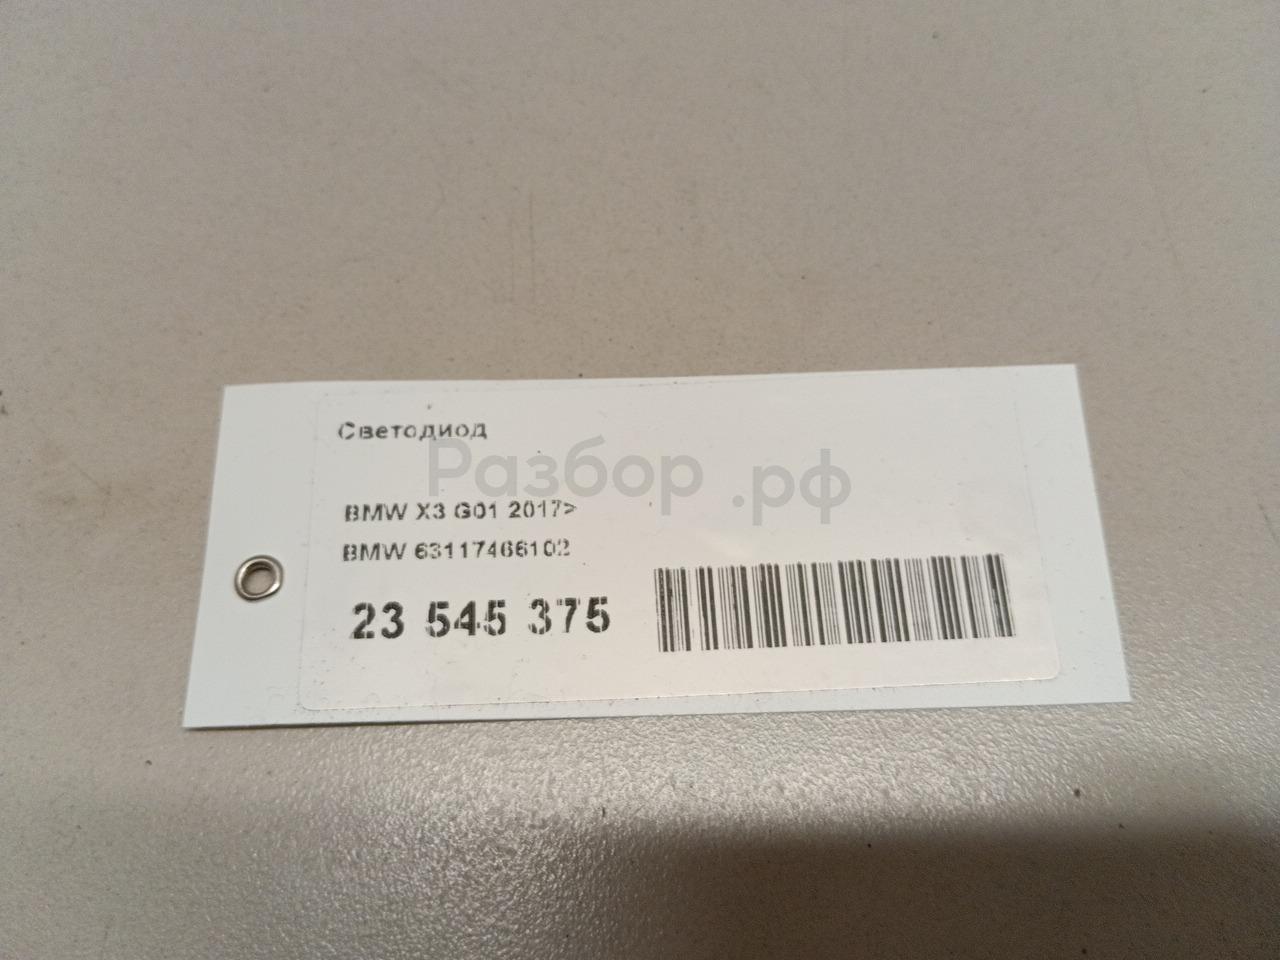 Светодиод
Разбор.рф
BMW X3 G01 2017>
BMW 63117466102
23 545 375